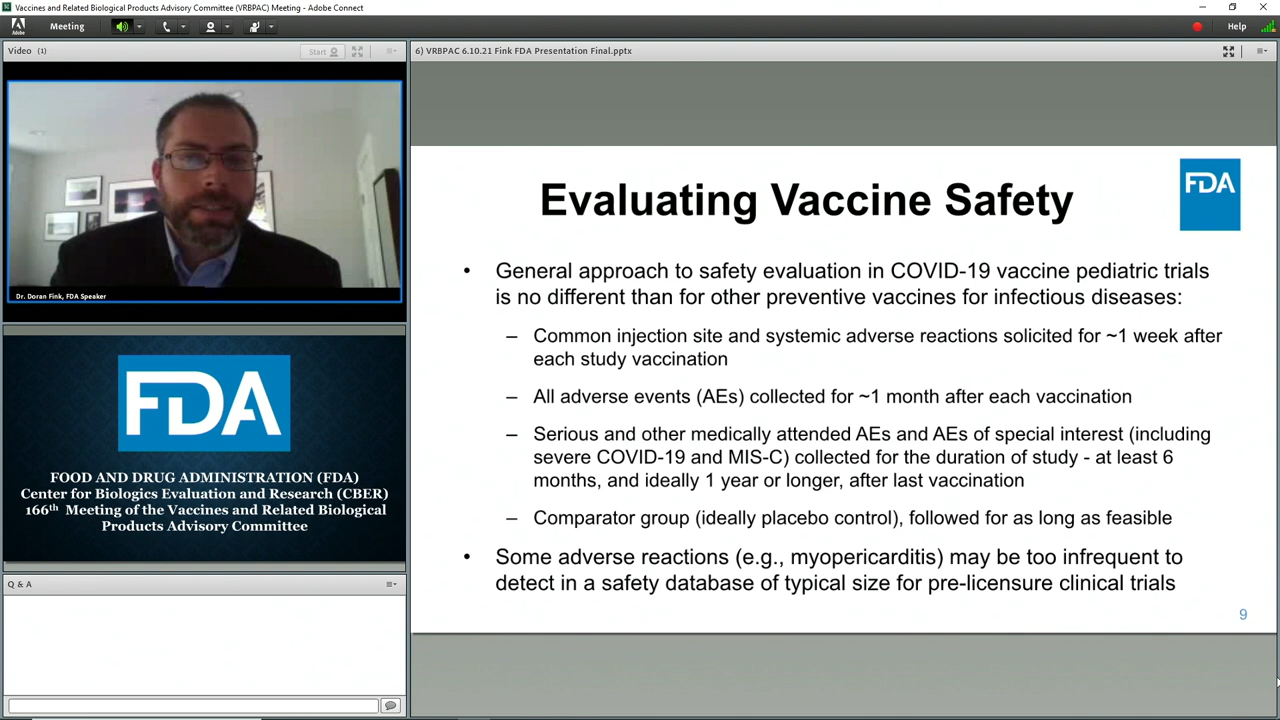 Vaccines and Related Biological Products Advisory Committee (VRBPAC) Meeting - Adobe Connect
Adobe
Meeting
Help
Video (1)
Start
Dr. Doran Fink, FDA Speaker
FDA
FOOD AND DRUG ADMINISTRATION (FDA)
Center for Biologics Evaluation and Research (CBER)
166th Meeting of the Vaccines and Related Biological
Products Advisory Committee
Q & A
6) VRBPAC 6.10.21 Fink FDA Presentation Final.pptx
Evaluating Vaccine Safety
FDA
• General approach to safety evaluation in COVID-19 vaccine pediatric trials
is no different than for other preventive vaccines for infectious diseases:
– Common injection site and systemic adverse reactions solicited for ~1 week after
each study vaccination
– All adverse events (AEs) collected for ~1 month after each vaccination
– Serious and other medically attended AEs and AEs of special interest (including
severe COVID-19 and MIS-C) collected for the duration of study - at least 6
months, and ideally 1 year or longer, after last vaccination
– Comparator group (ideally placebo control), followed for as long as feasible
• Some adverse reactions (e.g., myopericarditis) may be too infrequent to
detect in a safety database of typical size for pre-licensure clinical trials
9